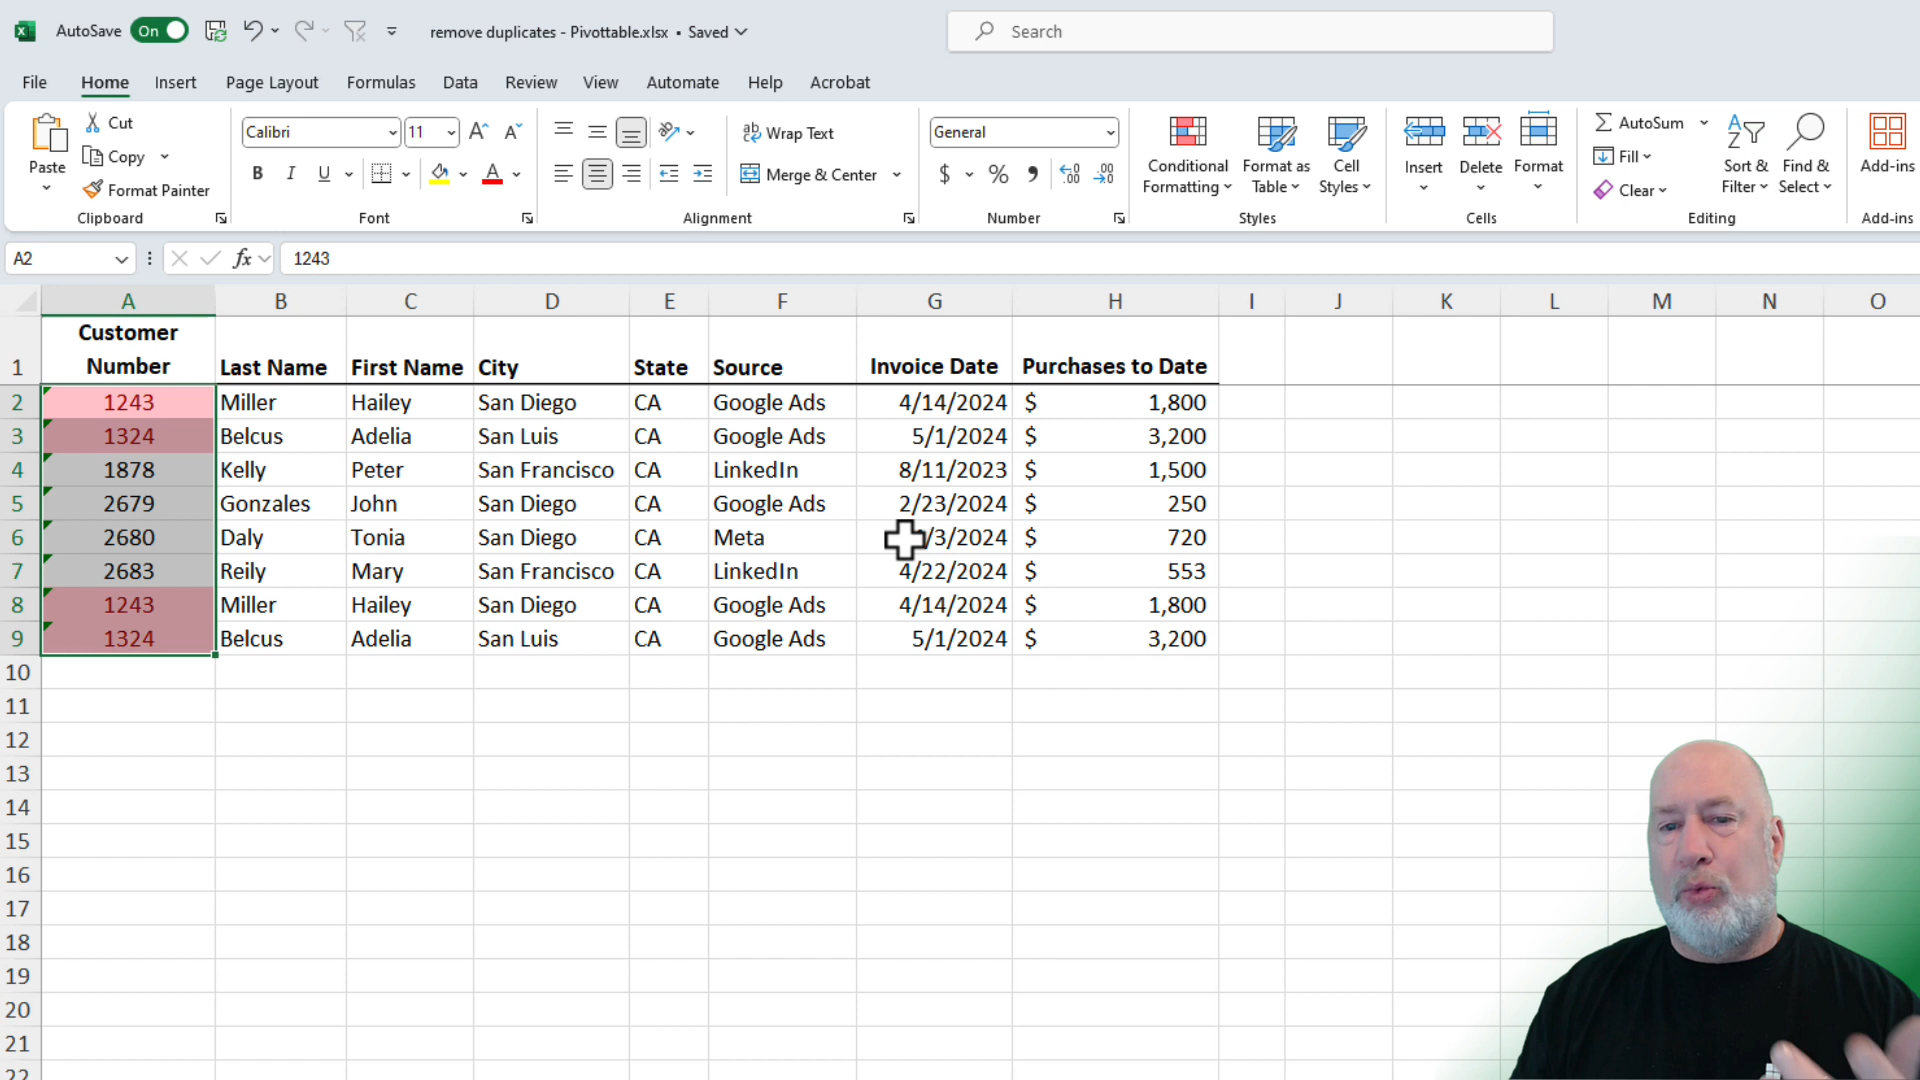 AutoSave On remove duplicates - Pivottable.xlsx • Saved Search
File Home Insert Page Layout Formulas Data Review View Automate Help Acrobat
Paste Cut Copy Format Painter Clipboard
Calibri 11 B I U A Font
ab Wrap Text Merge & Center Alignment
General $ % Number
Conditional Formatting Format as Table Cell Styles Styles
Insert Delete Format Cells
AutoSum Fill Clear Sort & Filter Find & Select Editing
Add-ins Add-ins
A2 fx 1243
A B C D E F G H I J K L M N O
1 Customer Number Last Name First Name City State Source Invoice Date Purchases to Date
2 1243 Miller Hailey San Diego CA Google Ads 4/14/2024 $ 1,800
3 1324 Belcus Adelia San Luis CA Google Ads 5/1/2024 $ 3,200
4 1878 Kelly Peter San Francisco CA LinkedIn 8/11/2023 $ 1,500
5 2679 Gonzales John San Diego CA Google Ads 2/23/2024 $ 250
6 2680 Daly Tonia San Diego CA Meta /3/2024 $ 720
7 2683 Reily Mary San Francisco CA LinkedIn 4/22/2024 $ 553
8 1243 Miller Hailey San Diego CA Google Ads 4/14/2024 $ 1,800
9 1324 Belcus Adelia San Luis CA Google Ads 5/1/2024 $ 3,200
10
11
12
13
14
15
16
17
18
19
20
21
22